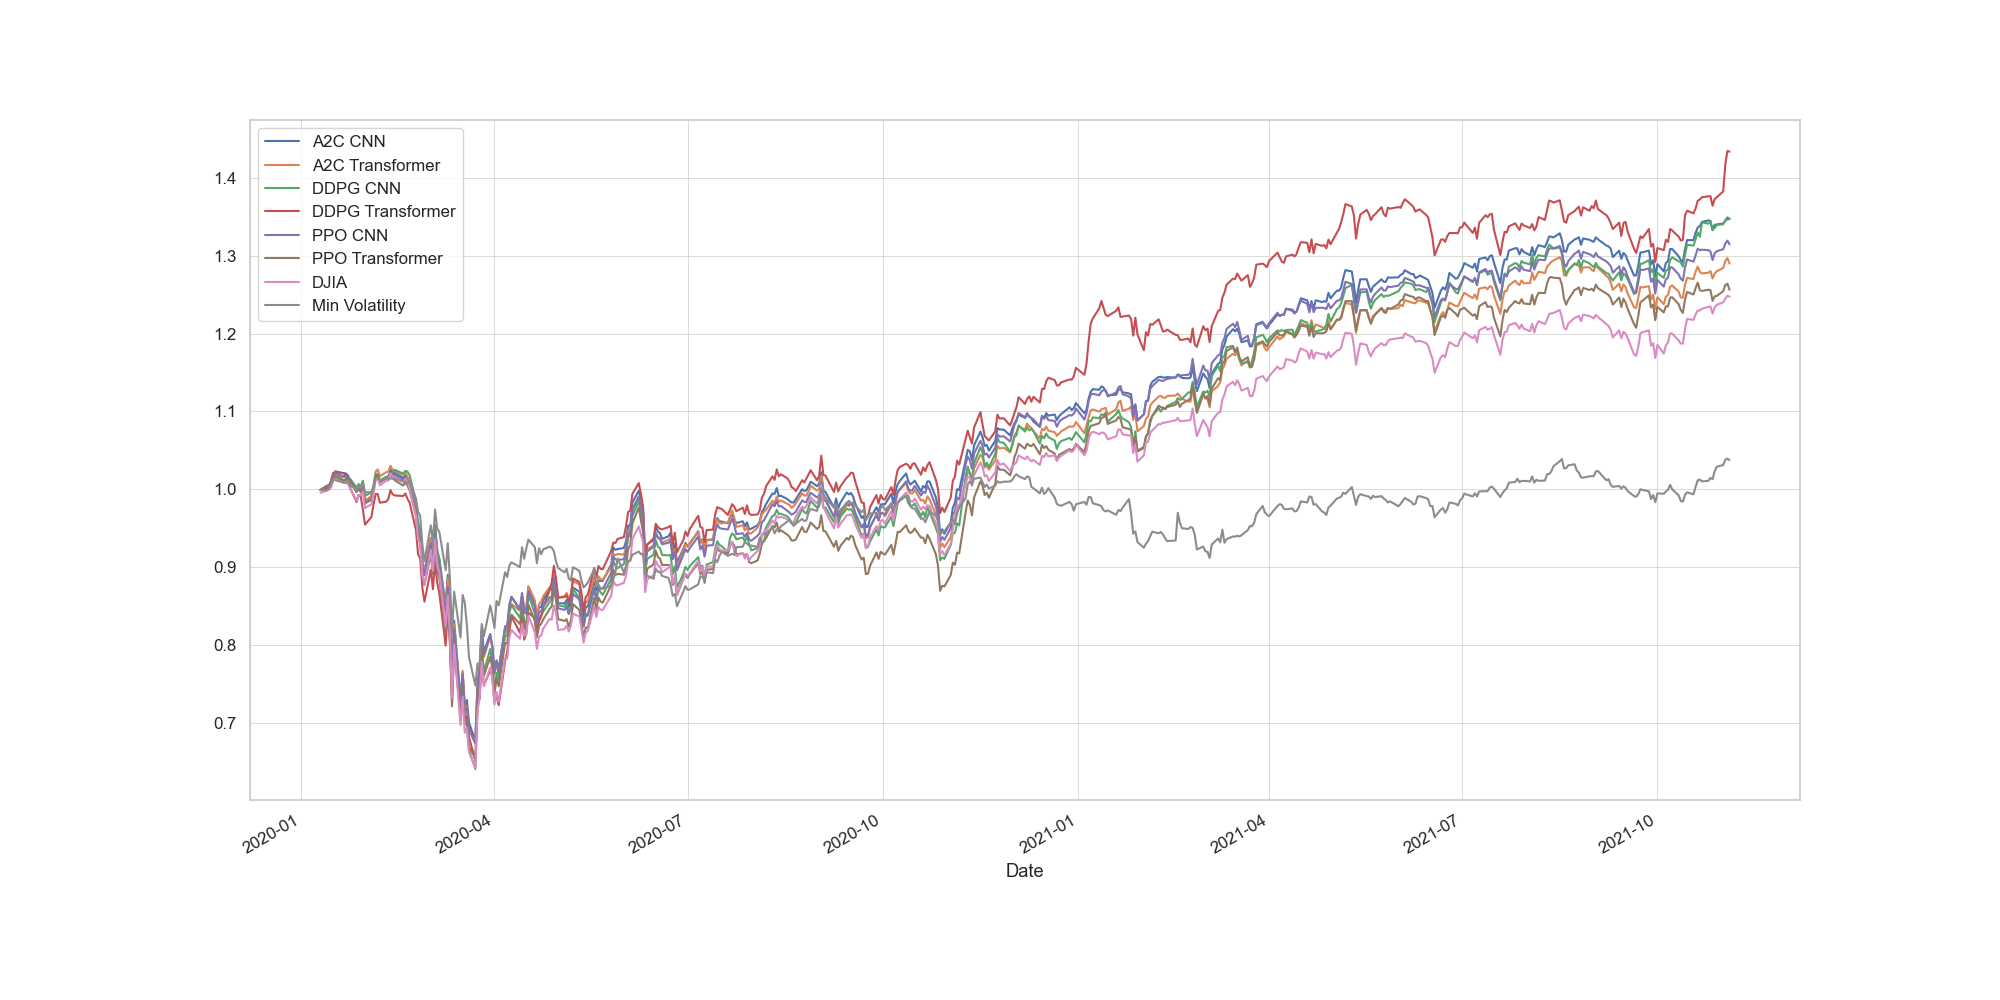 A2C CNN
A2C Transformer
DDPG CNN
DDPG Transformer
PPO CNN
PPO Transformer
DJIA
Min Volatility
1.4
1.3
1.2
1.1
1.0
0.9
0.8
0.7
2020-01
2020-04
2020-07
2020-10
2021-01
2021-04
2021-07
2021-10
Date